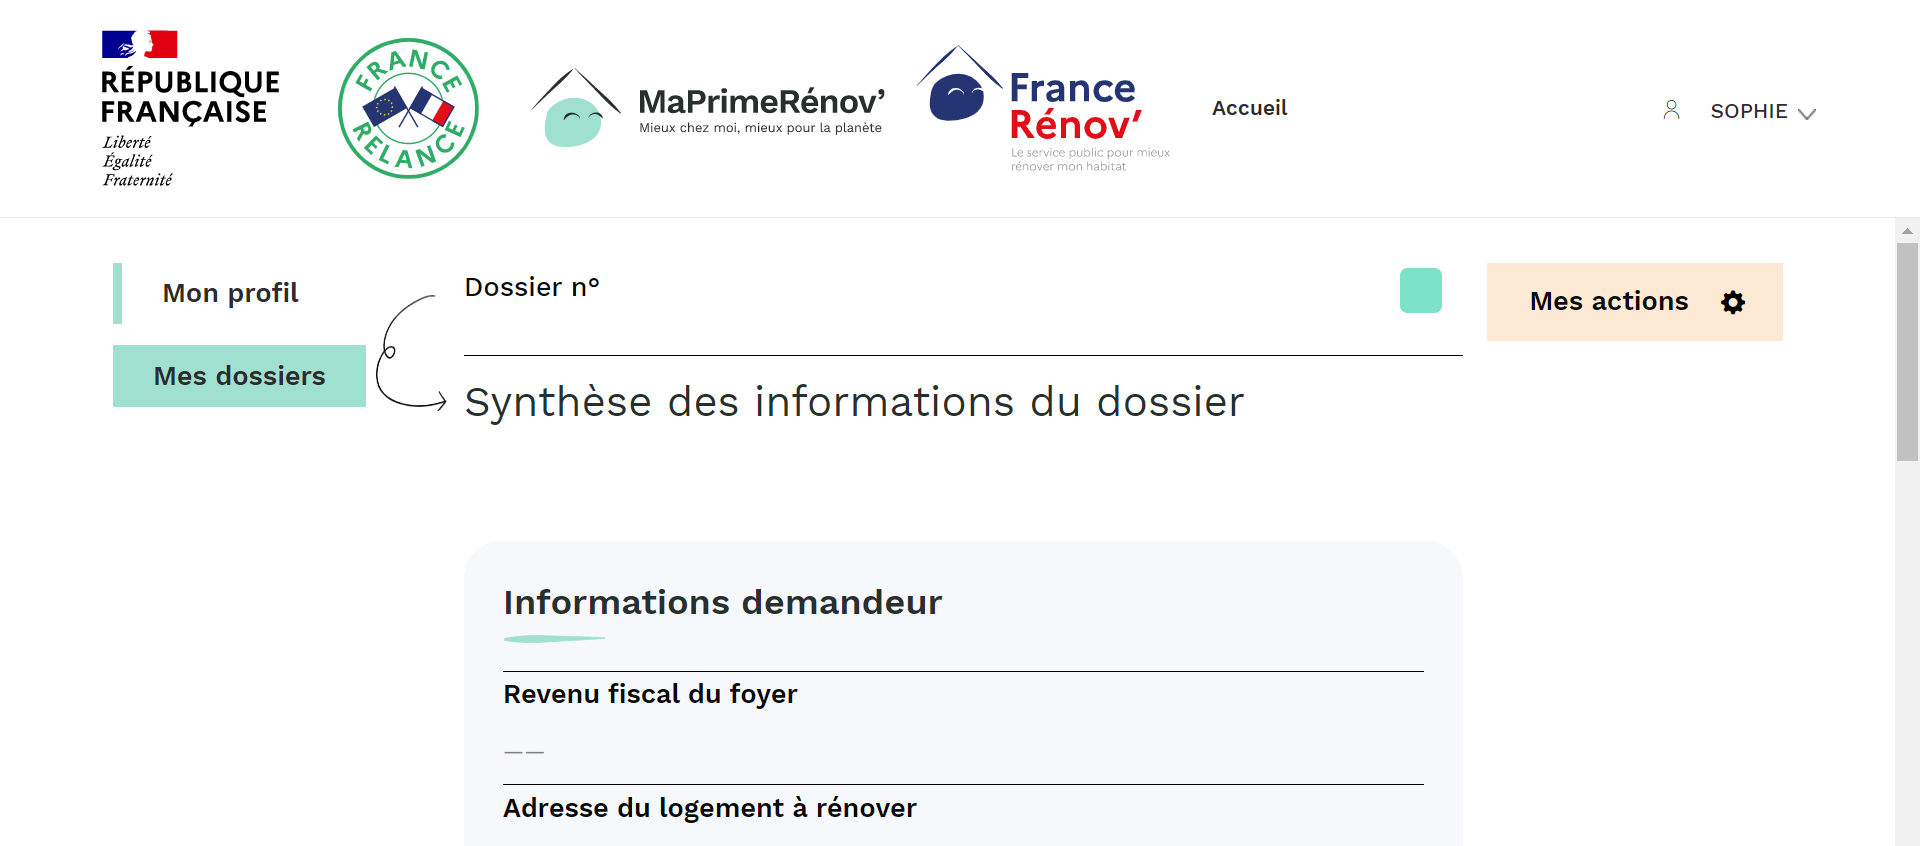 RÉPUBLIQUE
FRANÇAISE
Liberté
Égalité
Fraternité
FRANCE
RELANCE
MaPrimeRénov’
Mieux chez moi, mieux pour la planète
France
Rénov’
Le service public pour mieux
rénover mon habitat
Accueil
SOPHIE
Mon profil
Mes dossiers
Dossier n°
Mes actions
Synthèse des informations du dossier
Informations demandeur
Revenu fiscal du foyer
——
Adresse du logement à rénover